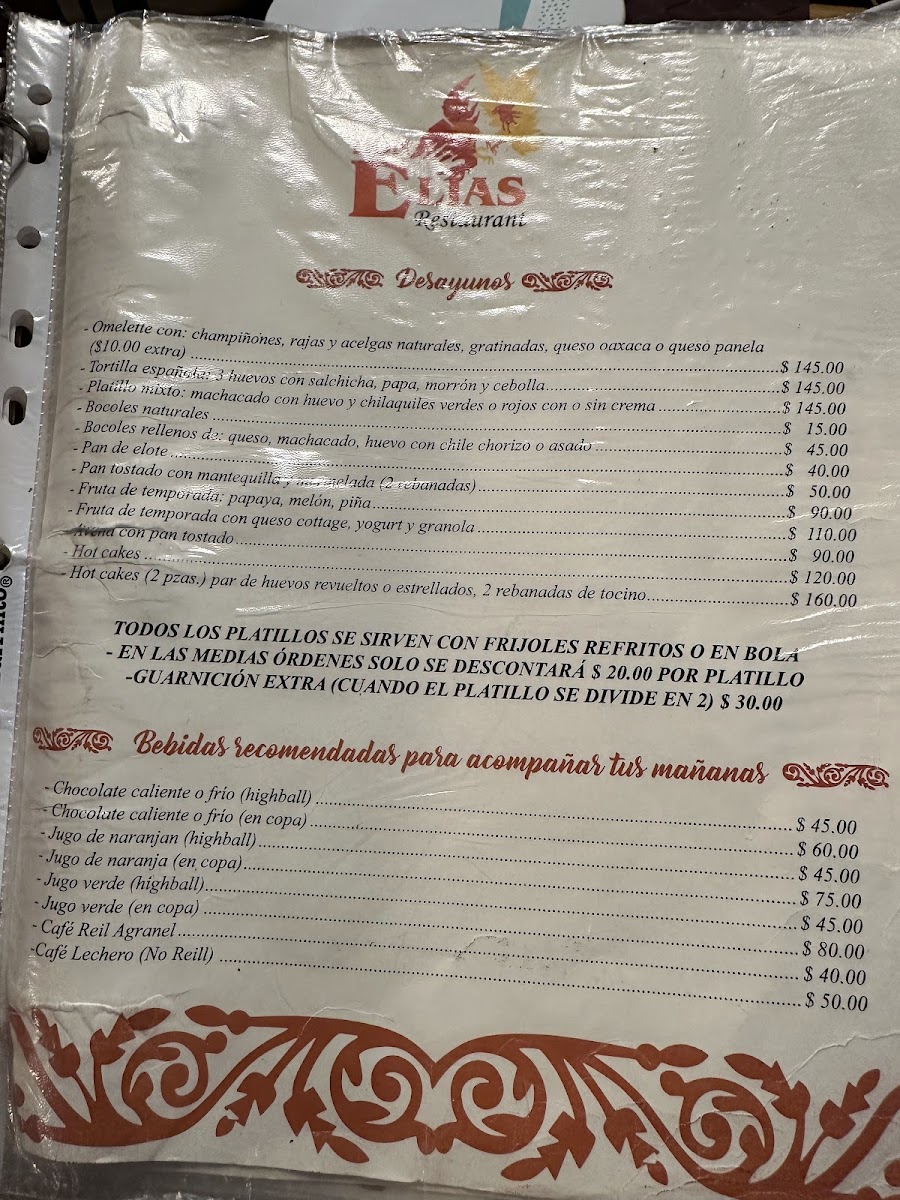 ELIAS
Restaurant
Desayunos
- Omelette con: champiñones, rajas y acelgas naturales, gratinadas, queso oaxaca o queso panela
($10.00 extra) $ 145.00
- Tortilla española: 3 huevos con salchicha, papa, morrón y cebolla $ 145.00
- Platillo mixto: machacado con huevo y chilaquiles verdes o rojos con o sin crema $ 145.00
- Bocoles naturales $ 15.00
- Bocoles rellenos de: queso, machacado, huevo con chile chorizo o asado $ 45.00
- Pan de elote $ 40.00
- Pan tostado con mantequilla y mermelada (2 rebanadas) $ 50.00
- Fruta de temporada: papaya, melón, piña $ 90.00
- Fruta de temporada con queso cottage, yogurt y granola $ 110.00
- Avena con pan tostado $ 90.00
- Hot cakes $ 120.00
- Hot cakes (2 pzas.) par de huevos revueltos o estrellados, 2 rebanadas de tocino $ 160.00
TODOS LOS PLATILLOS SE SIRVEN CON FRIJOLES REFRITOS O EN BOLA
- EN LAS MEDIAS ÓRDENES SOLO SE DESCONTARÁ $ 20.00 POR PLATILLO
-GUARNICIÓN EXTRA (CUANDO EL PLATILLO SE DIVIDE EN 2) $ 30.00
Bebidas recomendadas para acompañar tus mañanas
- Chocolate caliente o frío (highball) $ 45.00
- Chocolate caliente o frío (en copa) $ 60.00
- Jugo de naranjan (highball) $ 45.00
- Jugo de naranja (en copa) $ 75.00
- Jugo verde (highball) $ 45.00
- Jugo verde (en copa) $ 80.00
- Café Reil Agranel $ 40.00
-Café Lechero (No Reill) $ 50.00